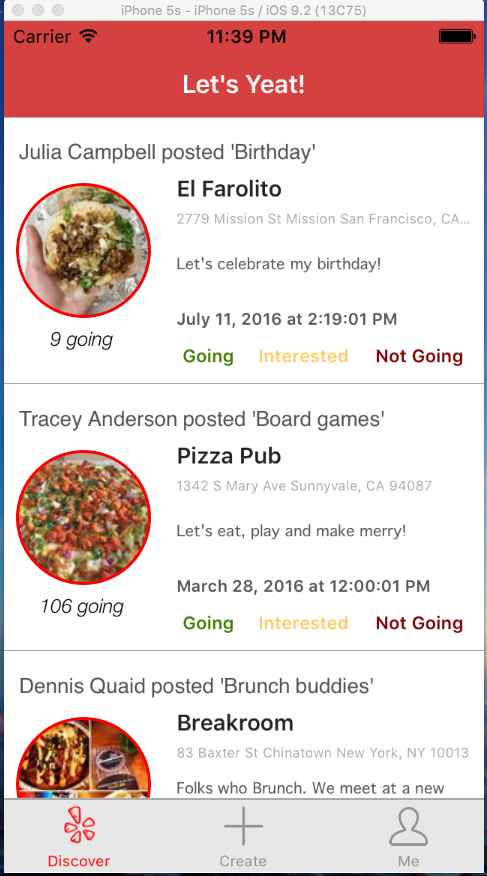 iPhone 5s - iPhone 5s / iOS 9.2 (13C75)
Carrier 11:39 PM
Let's Yeat!
Julia Campbell posted 'Birthday'
El Farolito
2779 Mission St Mission San Francisco, CA...
Let's celebrate my birthday!
July 11, 2016 at 2:19:01 PM
9 going
Going Interested Not Going
Tracey Anderson posted 'Board games'
Pizza Pub
1342 S Mary Ave Sunnyvale, CA 94087
Let's eat, play and make merry!
March 28, 2016 at 12:00:01 PM
106 going
Going Interested Not Going
Dennis Quaid posted 'Brunch buddies'
Breakroom
83 Baxter St Chinatown New York, NY 10013
Folks who Brunch. We meet at a new
Discover Create Me